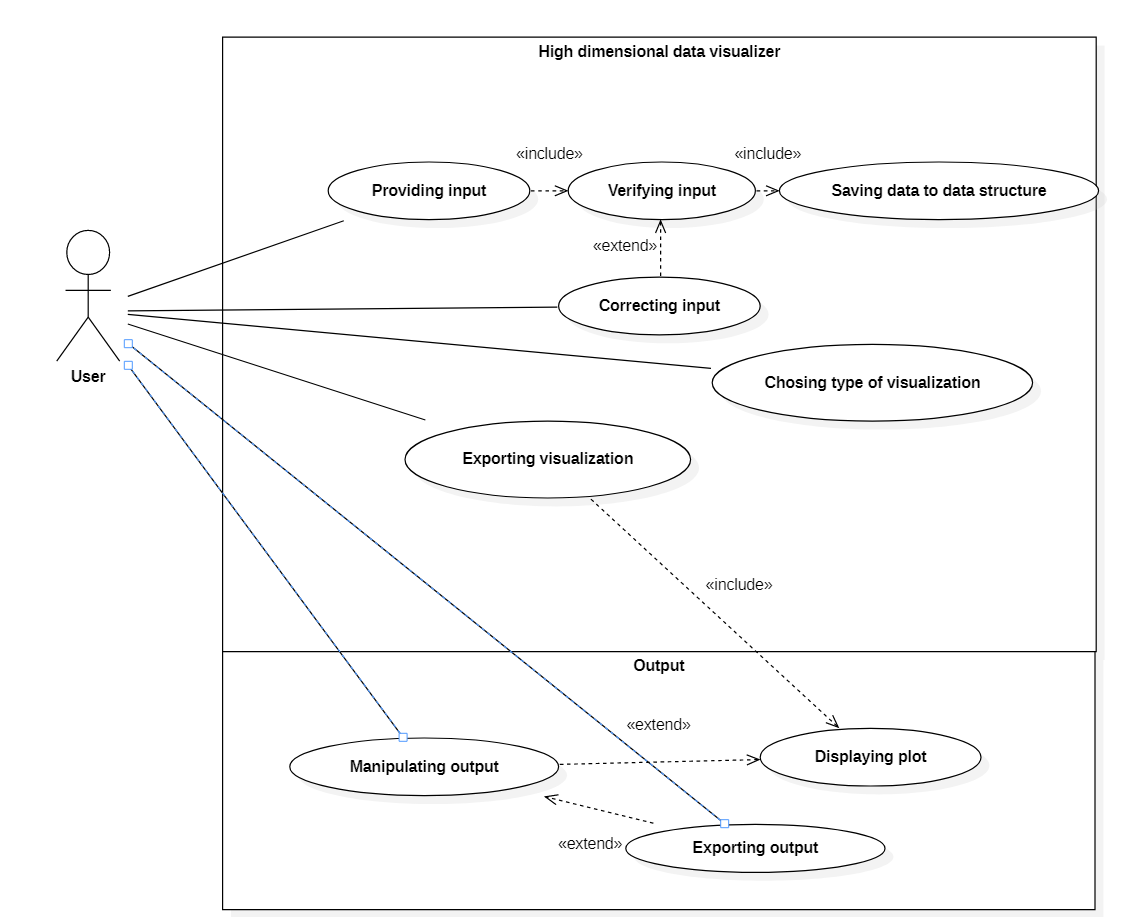 High dimensional data visualizer
«include»
«include»
Providing input
Verifying input
Saving data to data structure
«extend»
Correcting input
User
Chosing type of visualization
Exporting visualization
«include»
Output
«extend»
Manipulating output
Displaying plot
«extend»
Exporting output